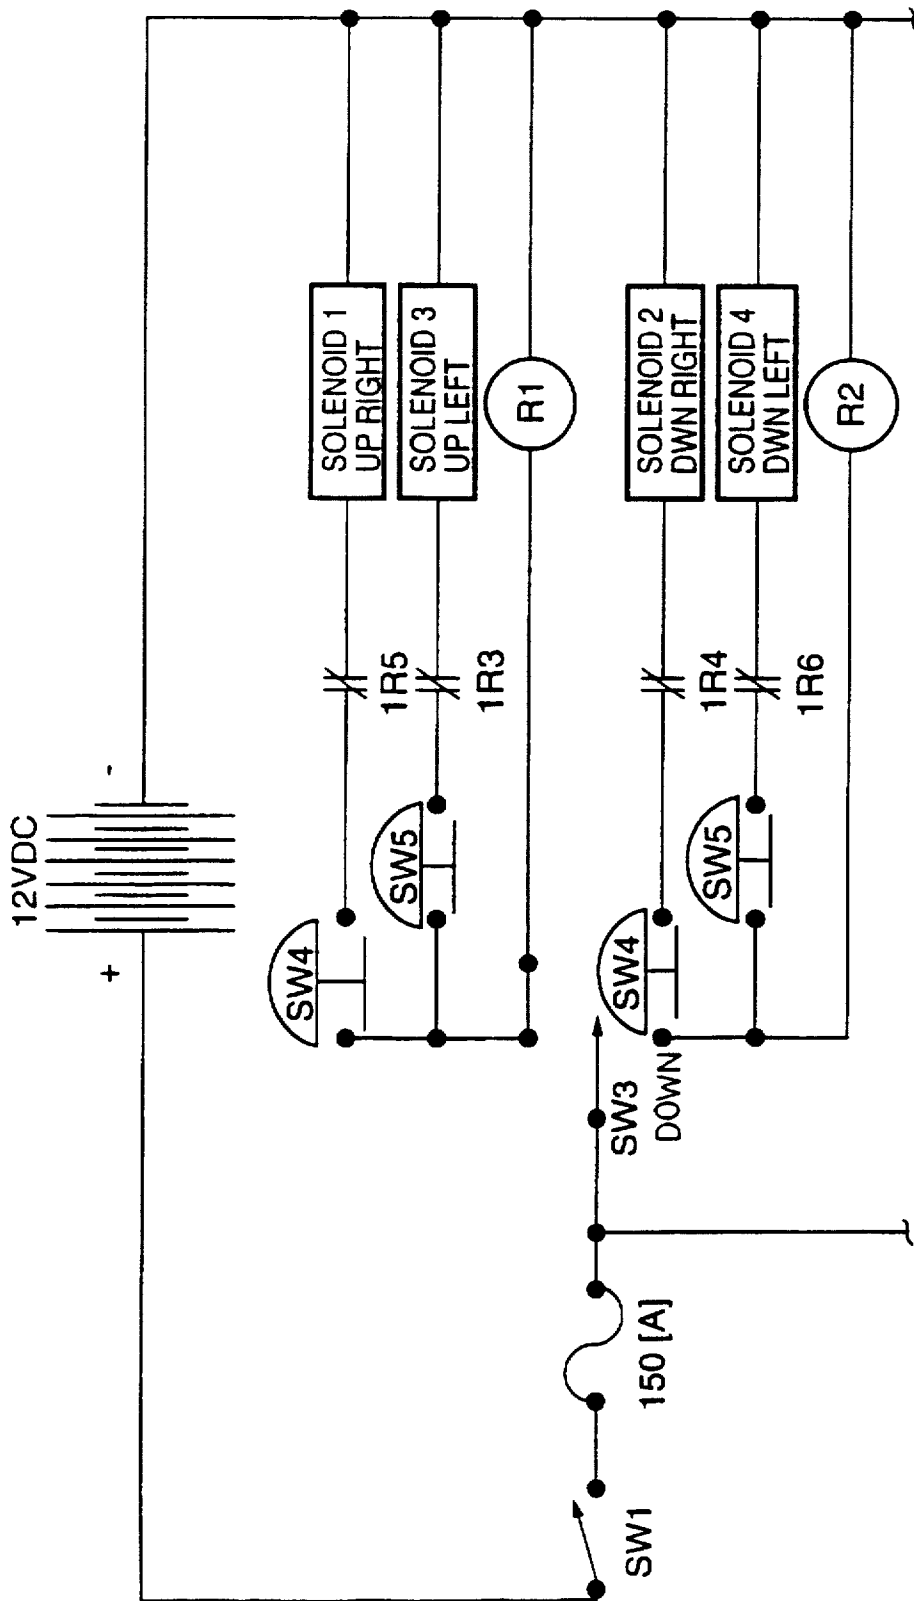 12VDC
+
-
SW4
1R5
SOLENOID 1
UP RIGHT
SW5
1R3
SOLENOID 3
UP LEFT
R1
SW1
150 [A]
SW3
DOWN
SW4
1R4
SOLENOID 2
DWN RIGHT
SW5
1R6
SOLENOID 4
DWN LEFT
R2